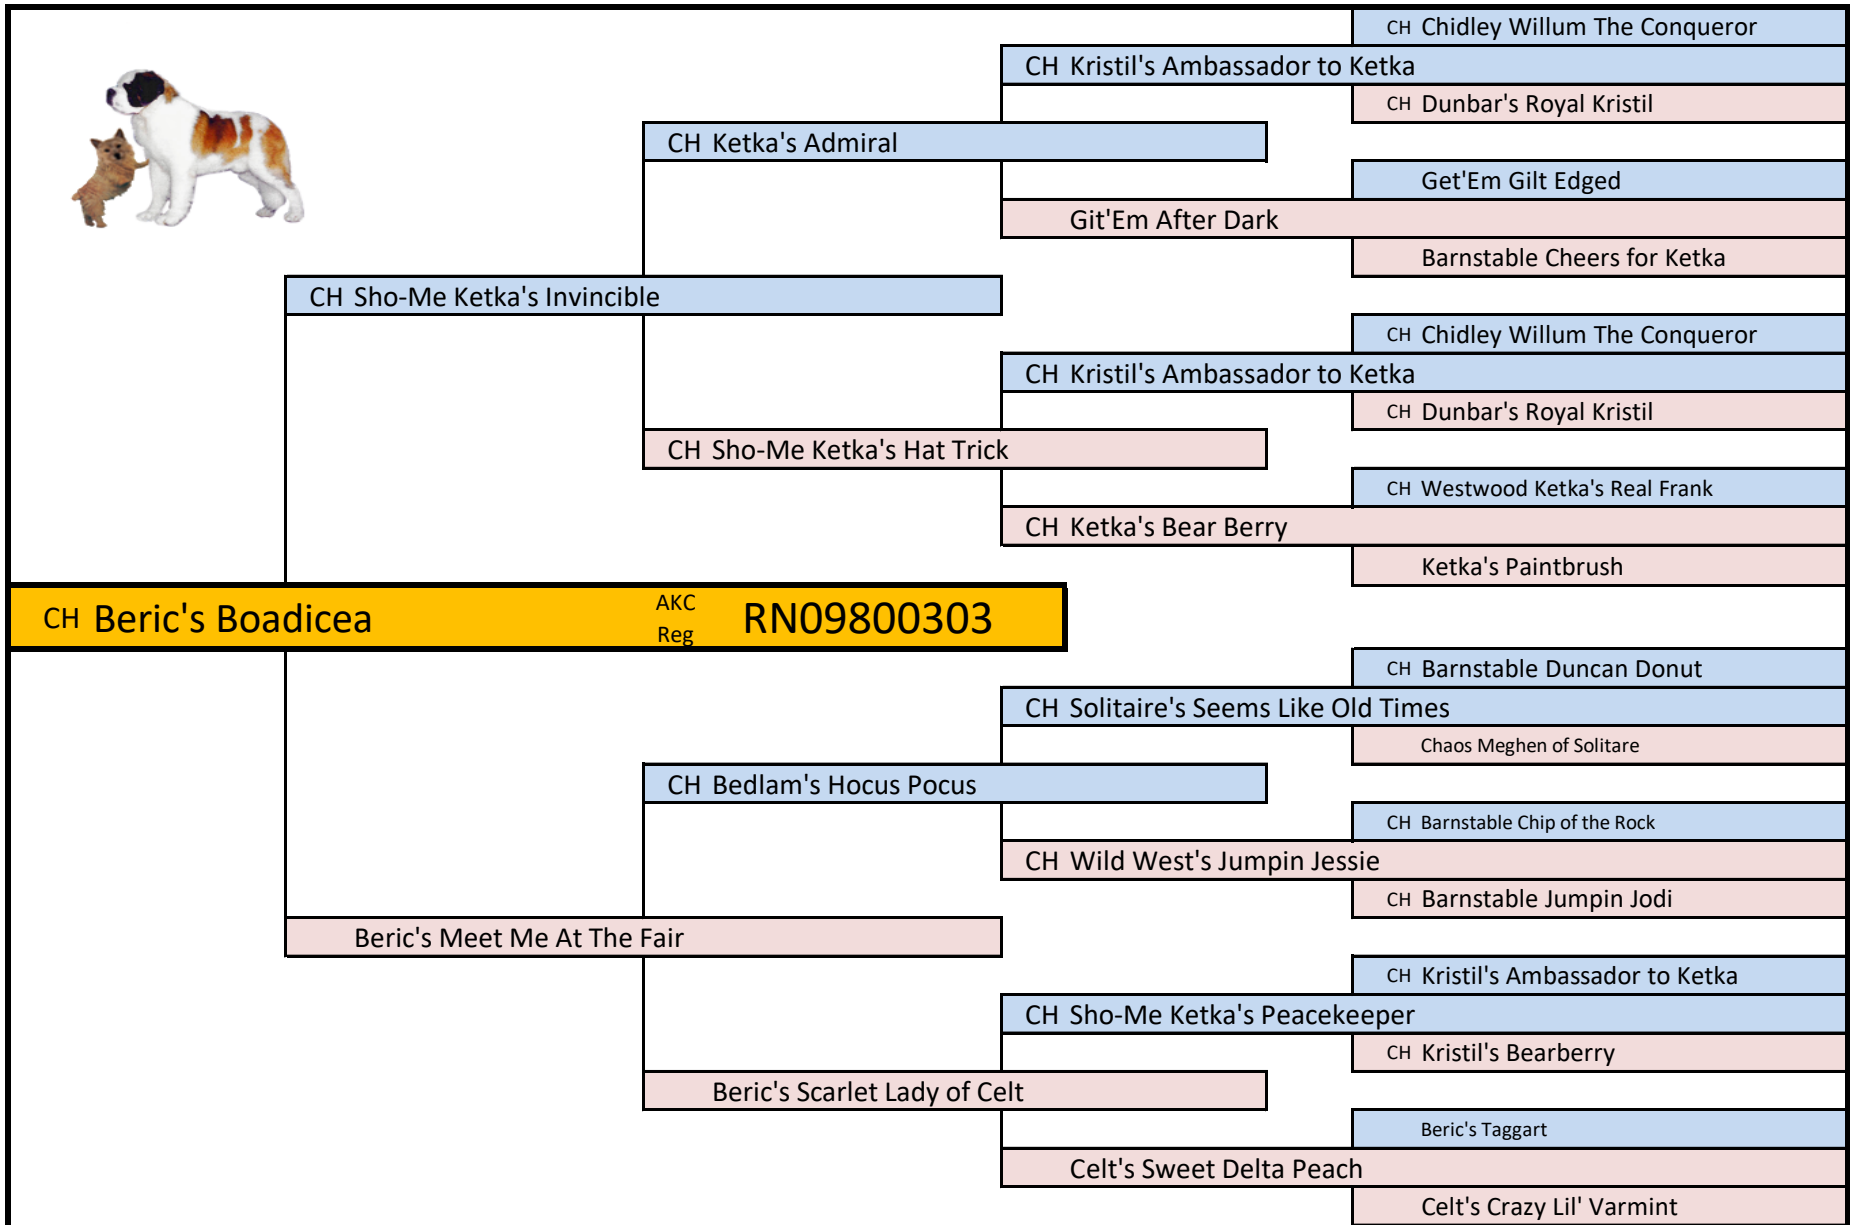 CH Chidley Willum The Conqueror
CH Kristil's Ambassador to Ketka
CH Dunbar's Royal Kristil
CH Ketka's Admiral
Get'Em Gilt Edged
Git'Em After Dark
Barnstable Cheers for Ketka
CH Sho-Me Ketka's Invincible
CH Chidley Willum The Conqueror
CH Kristil's Ambassador to Ketka
CH Dunbar's Royal Kristil
CH Sho-Me Ketka's Hat Trick
CH Westwood Ketka's Real Frank
CH Ketka's Bear Berry
Ketka's Paintbrush
CH Beric's Boadicea AKC Reg RN09800303
CH Barnstable Duncan Donut
CH Solitaire's Seems Like Old Times
Chaos Meghen of Solitare
CH Bedlam's Hocus Pocus
CH Barnstable Chip of the Rock
CH Wild West's Jumpin Jessie
CH Barnstable Jumpin Jodi
Beric's Meet Me At The Fair
CH Kristil's Ambassador to Ketka
CH Sho-Me Ketka's Peacekeeper
CH Kristil's Bearberry
Beric's Scarlet Lady of Celt
Beric's Taggart
Celt's Sweet Delta Peach
Celt's Crazy Lil' Varmint